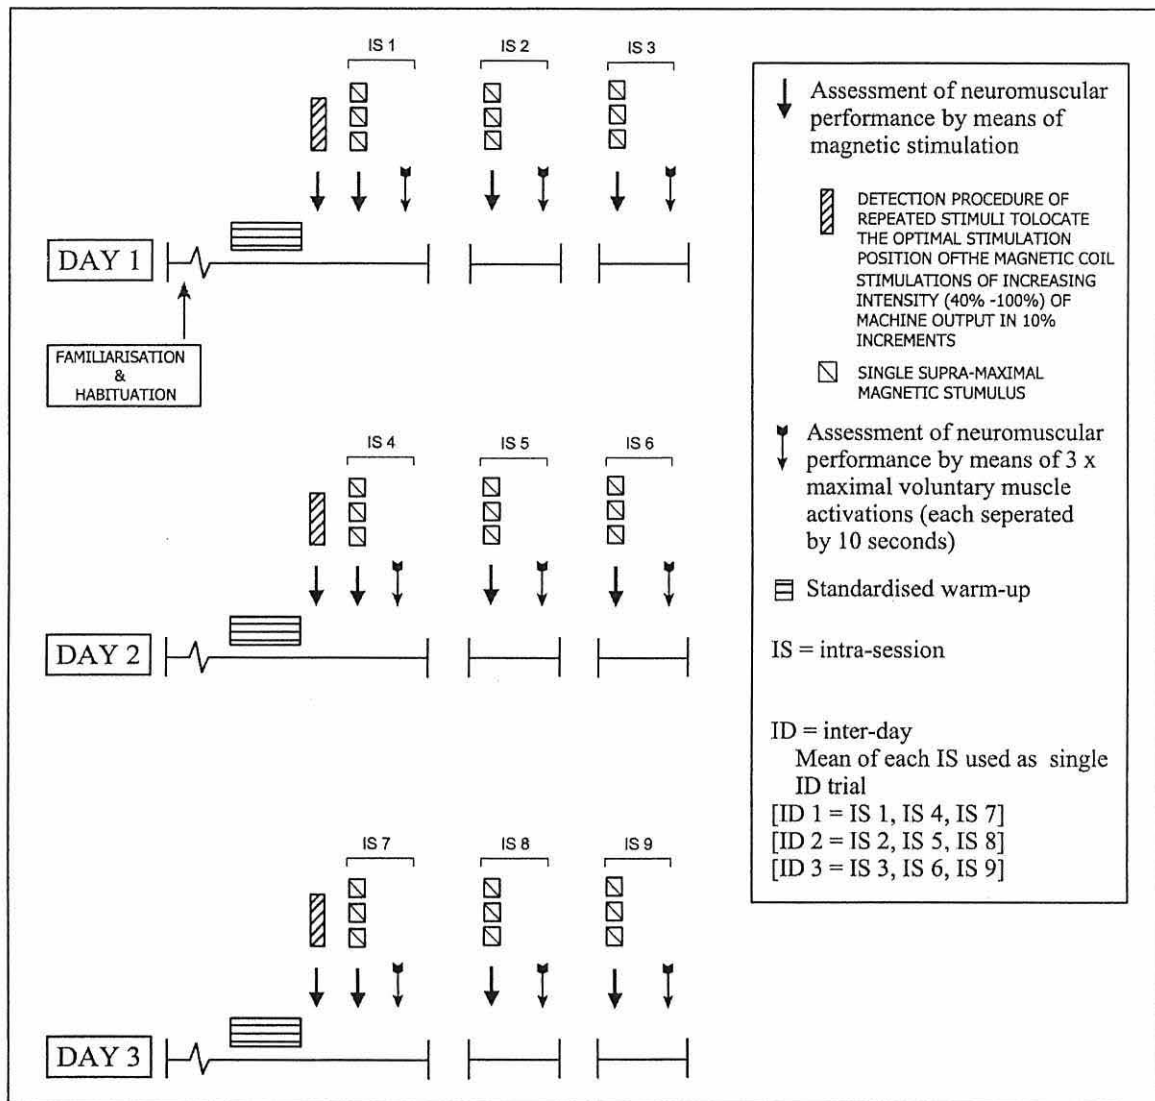 IS 1
IS 2
IS 3
DAY 1
FAMILIARISATION
&
HABITUATION
IS 4
IS 5
IS 6
DAY 2
IS 7
IS 8
IS 9
DAY 3
Assessment of neuromuscular
performance by means of
magnetic stimulation
DETECTION PROCEDURE OF
REPEATED STIMULI TOLOCATE
THE OPTIMAL STIMULATION
POSITION OFTHE MAGNETIC COIL
STIMULATIONS OF INCREASING
INTENSITY (40% -100%) OF
MACHINE OUTPUT IN 10%
INCREMENTS
SINGLE SUPRA-MAXIMAL
MAGNETIC STUMULUS
Assessment of neuromuscular
performance by means of 3 x
maximal voluntary muscle
activations (each seperated
by 10 seconds)
Standardised warm-up
IS = intra-session
ID = inter-day
Mean of each IS used as single
ID trial
[ID 1 = IS 1, IS 4, IS 7]
[ID 2 = IS 2, IS 5, IS 8]
[ID 3 = IS 3, IS 6, IS 9]